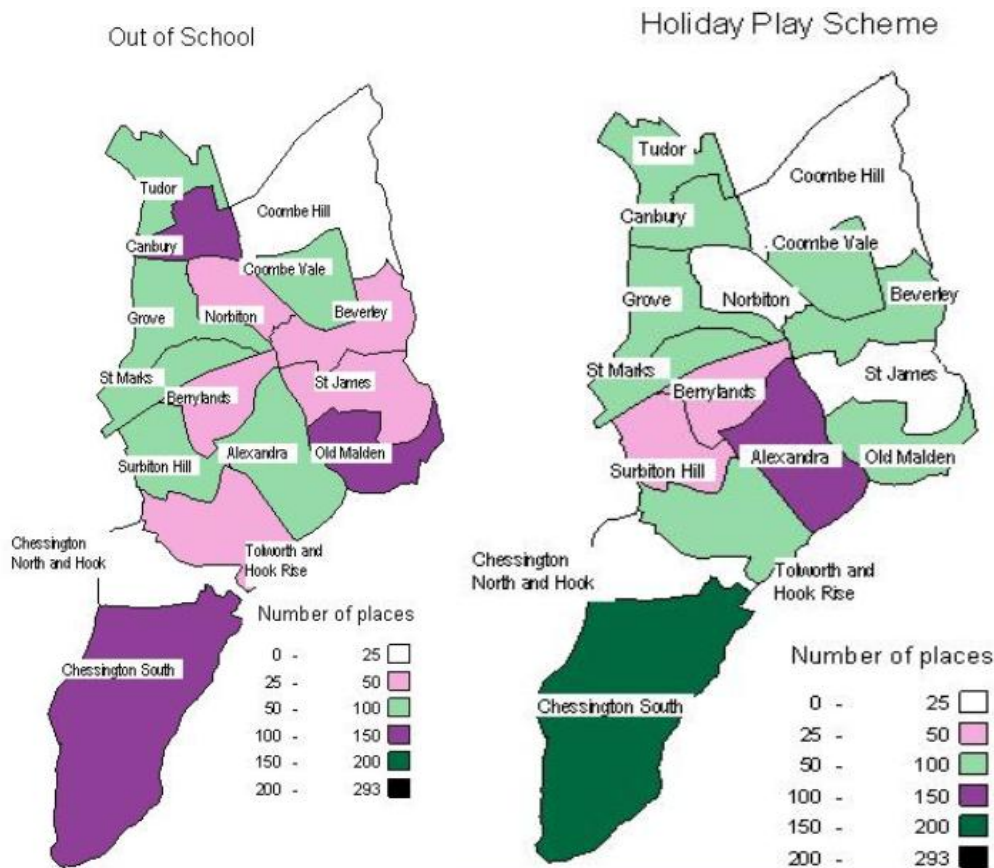 Out of School
Tudor
Coombe Hill
Canbury
Coombe Vale
Grove
Norbiton
Beverley
St Marks
Berrylands
St James
Surbiton Hill
Alexandra
Old Malden
Chessington
North and Hook
Tolworth and
Hook Rise
Chessington South
Number of places
0 - 25
25 - 50
50 - 100
100 - 150
150 - 200
200 - 293
Holiday Play Scheme
Tudor
Coombe Hill
Canbury
Coombe Vale
Grove
Norbiton
Beverley
St Marks
Berrylands
St James
Surbiton Hill
Alexandra
Old Malden
Chessington
North and Hook
Tolworth and
Hook Rise
Chessington South
Number of places
0 - 25
25 - 50
50 - 100
100 - 150
150 - 200
200 - 293